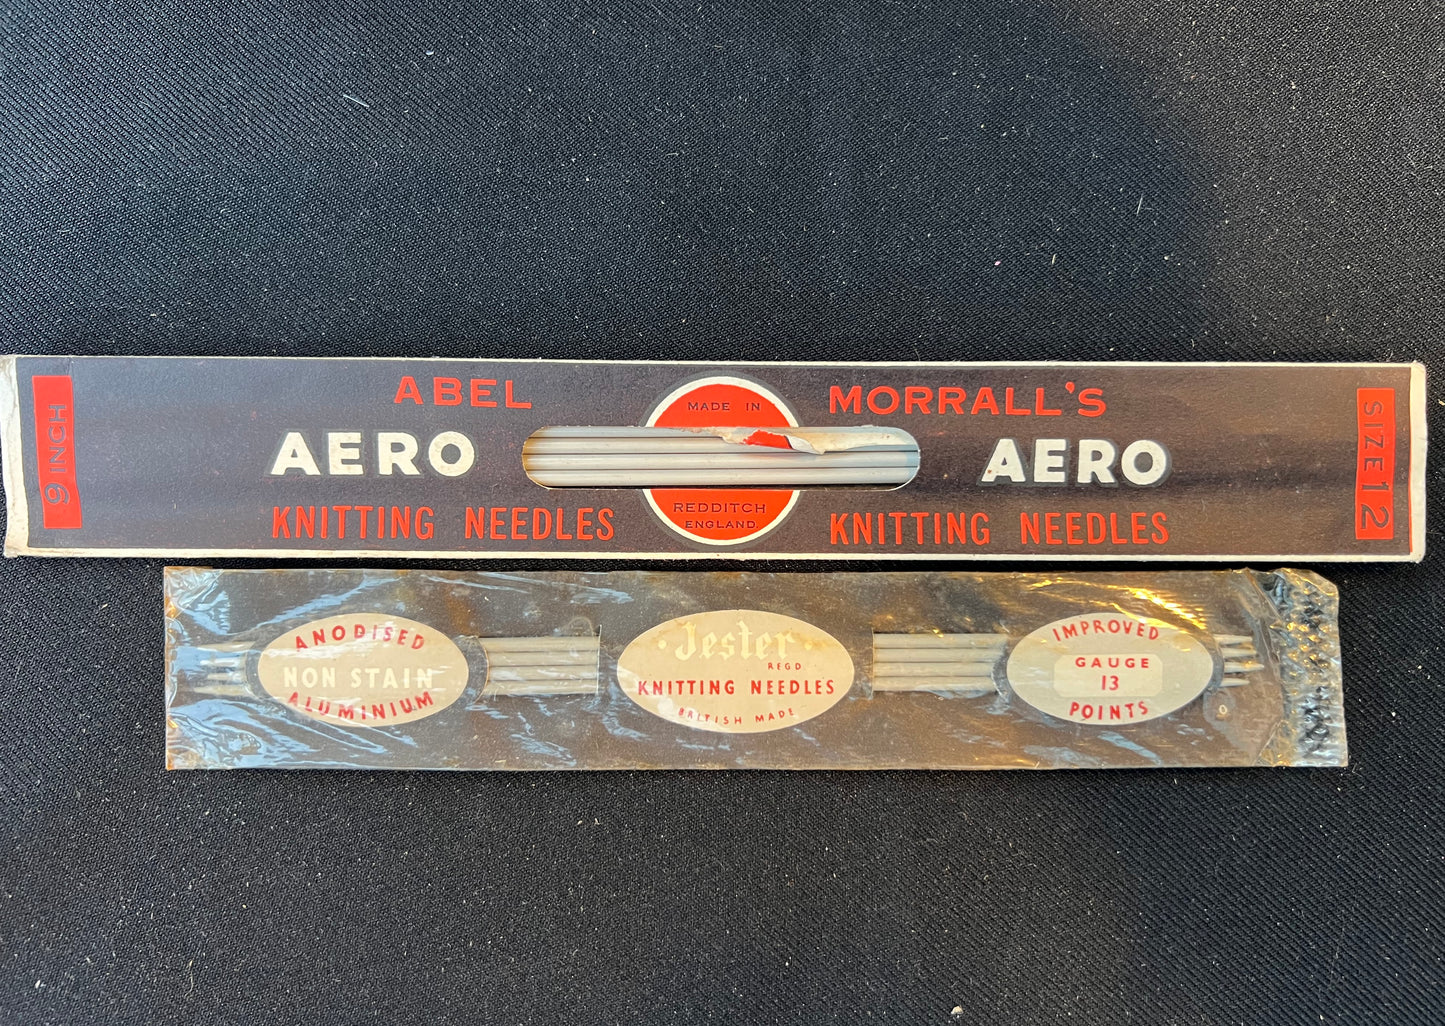 9 INCH
ABEL MORRALL'S
AERO AERO
KNITTING NEEDLES KNITTING NEEDLES
MADE IN
REDDITCH
ENGLAND.
SIZE 12
ANODISED
NON STAIN
ALUMINIUM
· Jester ·
REGD
KNITTING NEEDLES
BRITISH MADE
IMPROVED
GAUGE
13
POINTS